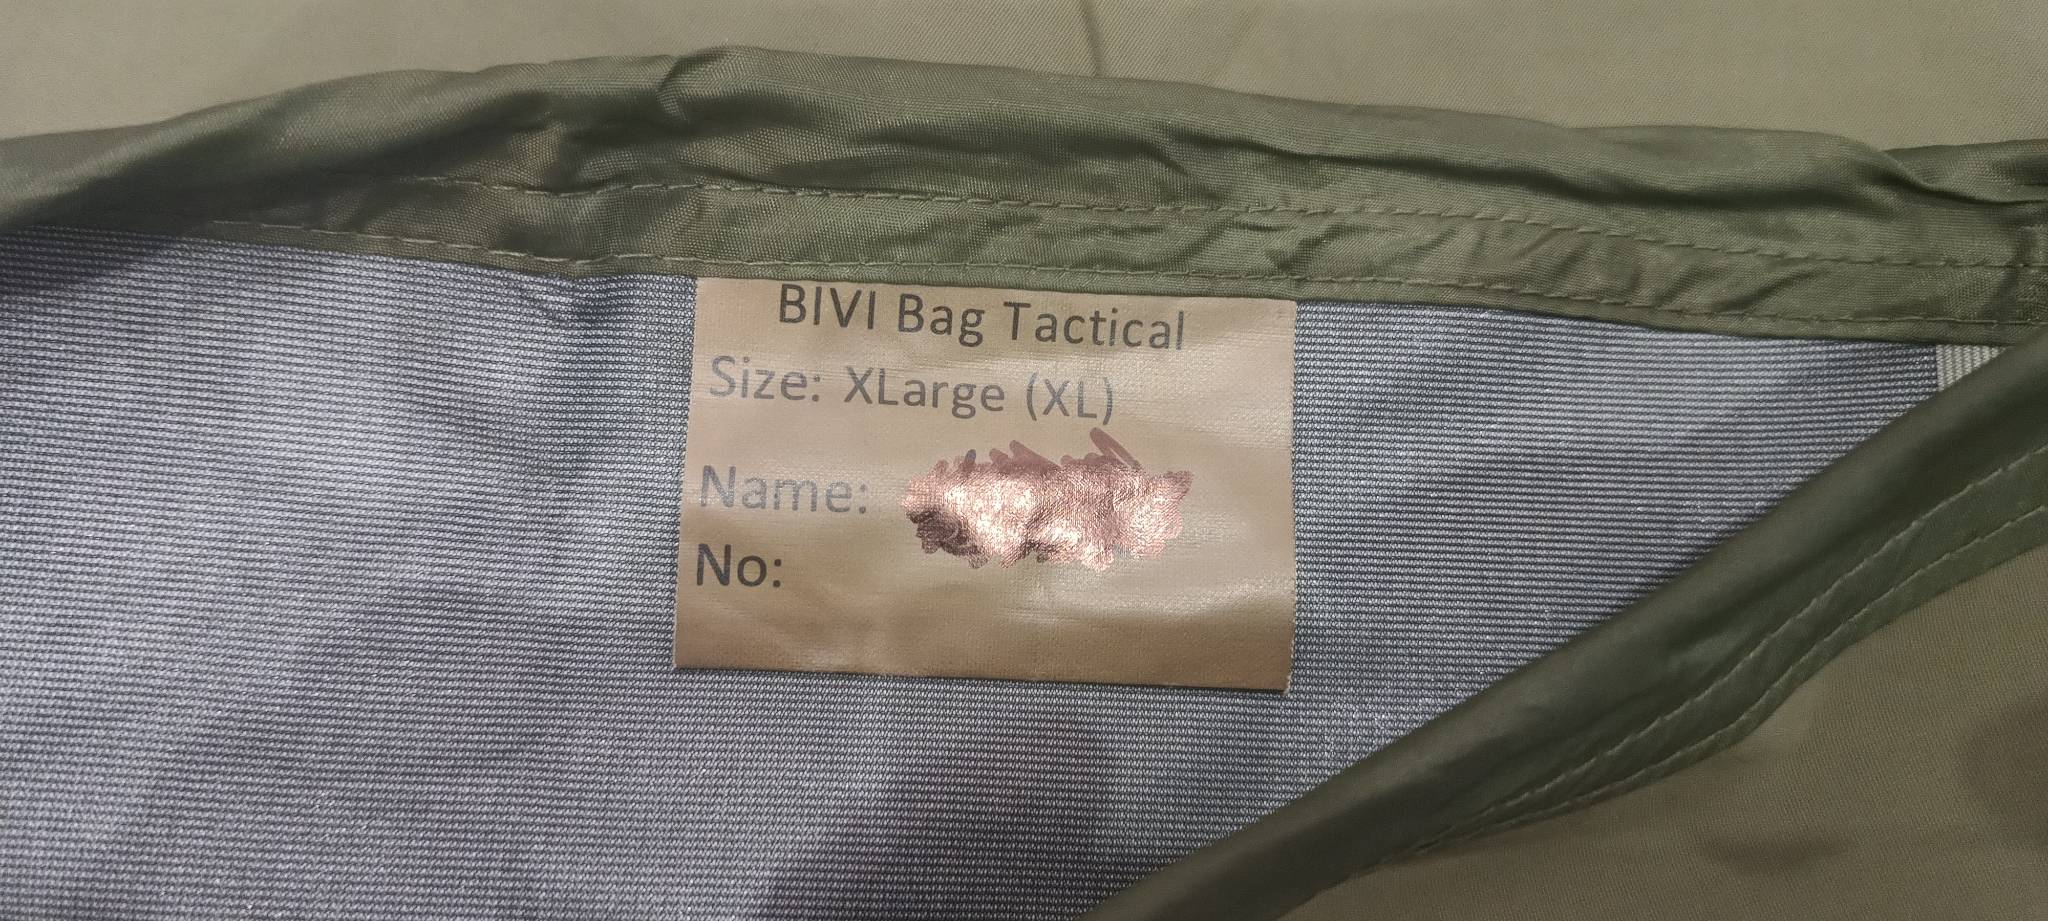 BIVI Bag Tactical
Size: XLarge (XL)
Name:
No: